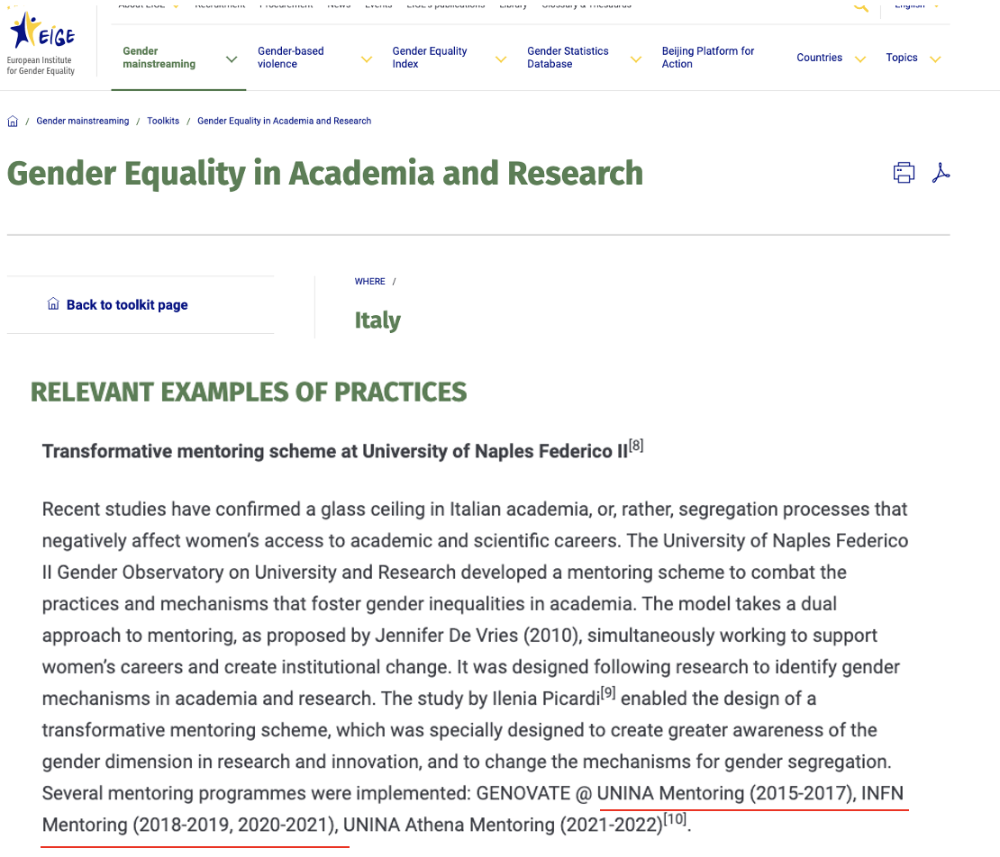 About EIGE Recruitment Procurement News Events EIGE's publications Library Glossary & Thesaurus English
EIGE
European Institute
for Gender Equality
Gender
mainstreaming
Gender-based
violence
Gender Equality
Index
Gender Statistics
Database
Beijing Platform for
Action
Countries
Topics
/ Gender mainstreaming / Toolkits / Gender Equality in Academia and Research
Gender Equality in Academia and Research
Back to toolkit page
WHERE /
Italy
RELEVANT EXAMPLES OF PRACTICES
Transformative mentoring scheme at University of Naples Federico II[8]
Recent studies have confirmed a glass ceiling in Italian academia, or, rather, segregation processes that
negatively affect women's access to academic and scientific careers. The University of Naples Federico
II Gender Observatory on University and Research developed a mentoring scheme to combat the
practices and mechanisms that foster gender inequalities in academia. The model takes a dual
approach to mentoring, as proposed by Jennifer De Vries (2010), simultaneously working to support
women's careers and create institutional change. It was designed following research to identify gender
mechanisms in academia and research. The study by Ilenia Picardi[9] enabled the design of a
transformative mentoring scheme, which was specially designed to create greater awareness of the
gender dimension in research and innovation, and to change the mechanisms for gender segregation.
Several mentoring programmes were implemented: GENOVATE @ UNINA Mentoring (2015-2017), INFN
Mentoring (2018-2019, 2020-2021), UNINA Athena Mentoring (2021-2022)[10].